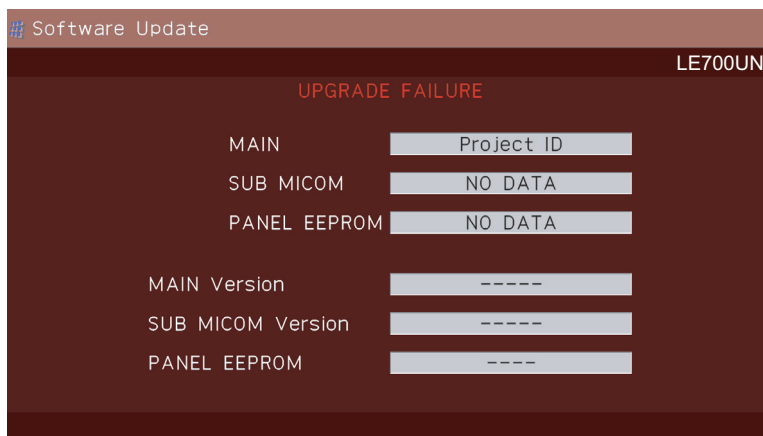 Software Update
LE700UN
UPGRADE FAILURE
MAIN Project ID
SUB MICOM NO DATA
PANEL EEPROM NO DATA
MAIN Version -----
SUB MICOM Version -----
PANEL EEPROM ----